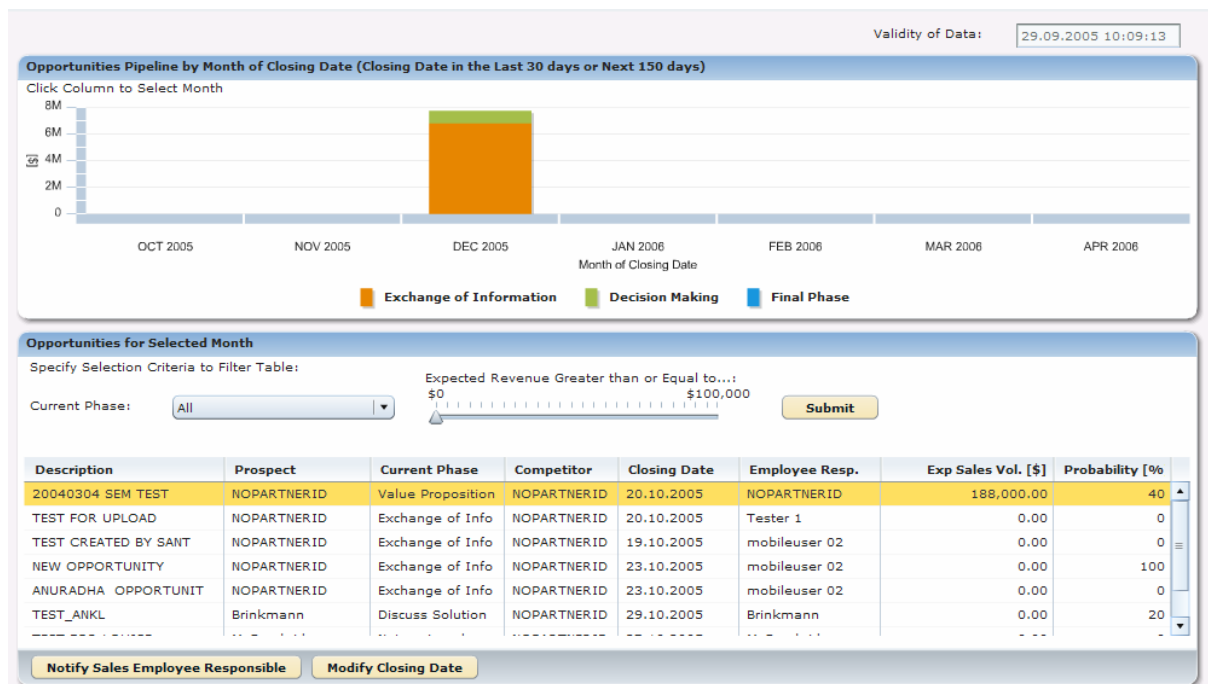 Validity of Data: 29.09.2005 10:09:13
Opportunities Pipeline by Month of Closing Date (Closing Date in the Last 30 days or Next 150 days)
Click Column to Select Month
8M
6M
[$] 4M
2M
0
OCT 2005 NOV 2005 DEC 2005 JAN 2006 FEB 2006 MAR 2006 APR 2006
Month of Closing Date
Exchange of Information Decision Making Final Phase
Opportunities for Selected Month
Specify Selection Criteria to Filter Table:
Expected Revenue Greater than or Equal to...:
$0 $100,000
Current Phase: All Submit
Description Prospect Current Phase Competitor Closing Date Employee Resp. Exp Sales Vol. [$] Probability [%
20040304 SEM TEST NOPARTNERID Value Proposition NOPARTNERID 20.10.2005 NOPARTNERID 188,000.00 40
TEST FOR UPLOAD NOPARTNERID Exchange of Info NOPARTNERID 20.10.2005 Tester 1 0.00 0
TEST CREATED BY SANT NOPARTNERID Exchange of Info NOPARTNERID 19.10.2005 mobileuser 02 0.00 0
NEW OPPORTUNITY NOPARTNERID Exchange of Info NOPARTNERID 23.10.2005 mobileuser 02 0.00 100
ANURADHA OPPORTUNIT NOPARTNERID Exchange of Info NOPARTNERID 23.10.2005 mobileuser 02 0.00 0
TEST_ANKL Brinkmann Discuss Solution NOPARTNERID 29.10.2005 Brinkmann 0.00 20
Notify Sales Employee Responsible Modify Closing Date